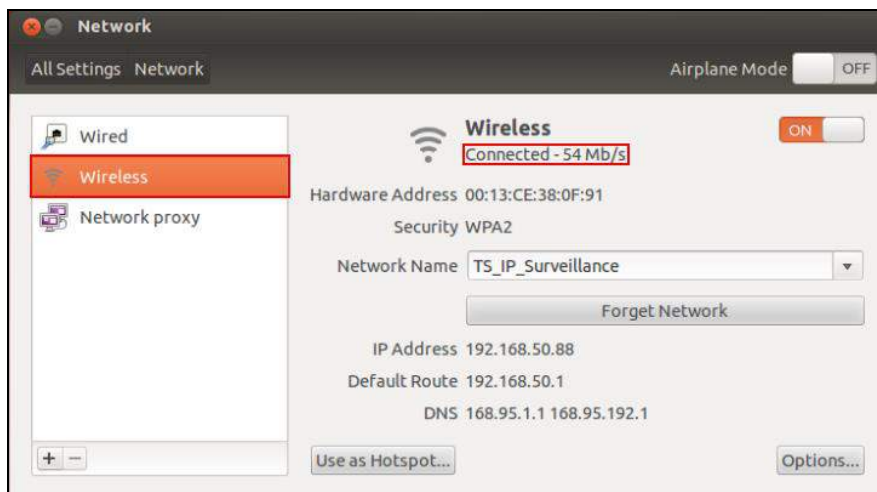 Network
All Settings Network
Airplane Mode OFF
Wired
Wireless
Network proxy
Wireless
ON
Connected - 54 Mb/s
Hardware Address 00:13:CE:38:0F:91
Security WPA2
Network Name TS_IP_Surveillance
Forget Network
IP Address 192.168.50.88
Default Route 192.168.50.1
DNS 168.95.1.1 168.95.192.1
+ −
Use as Hotspot...
Options...